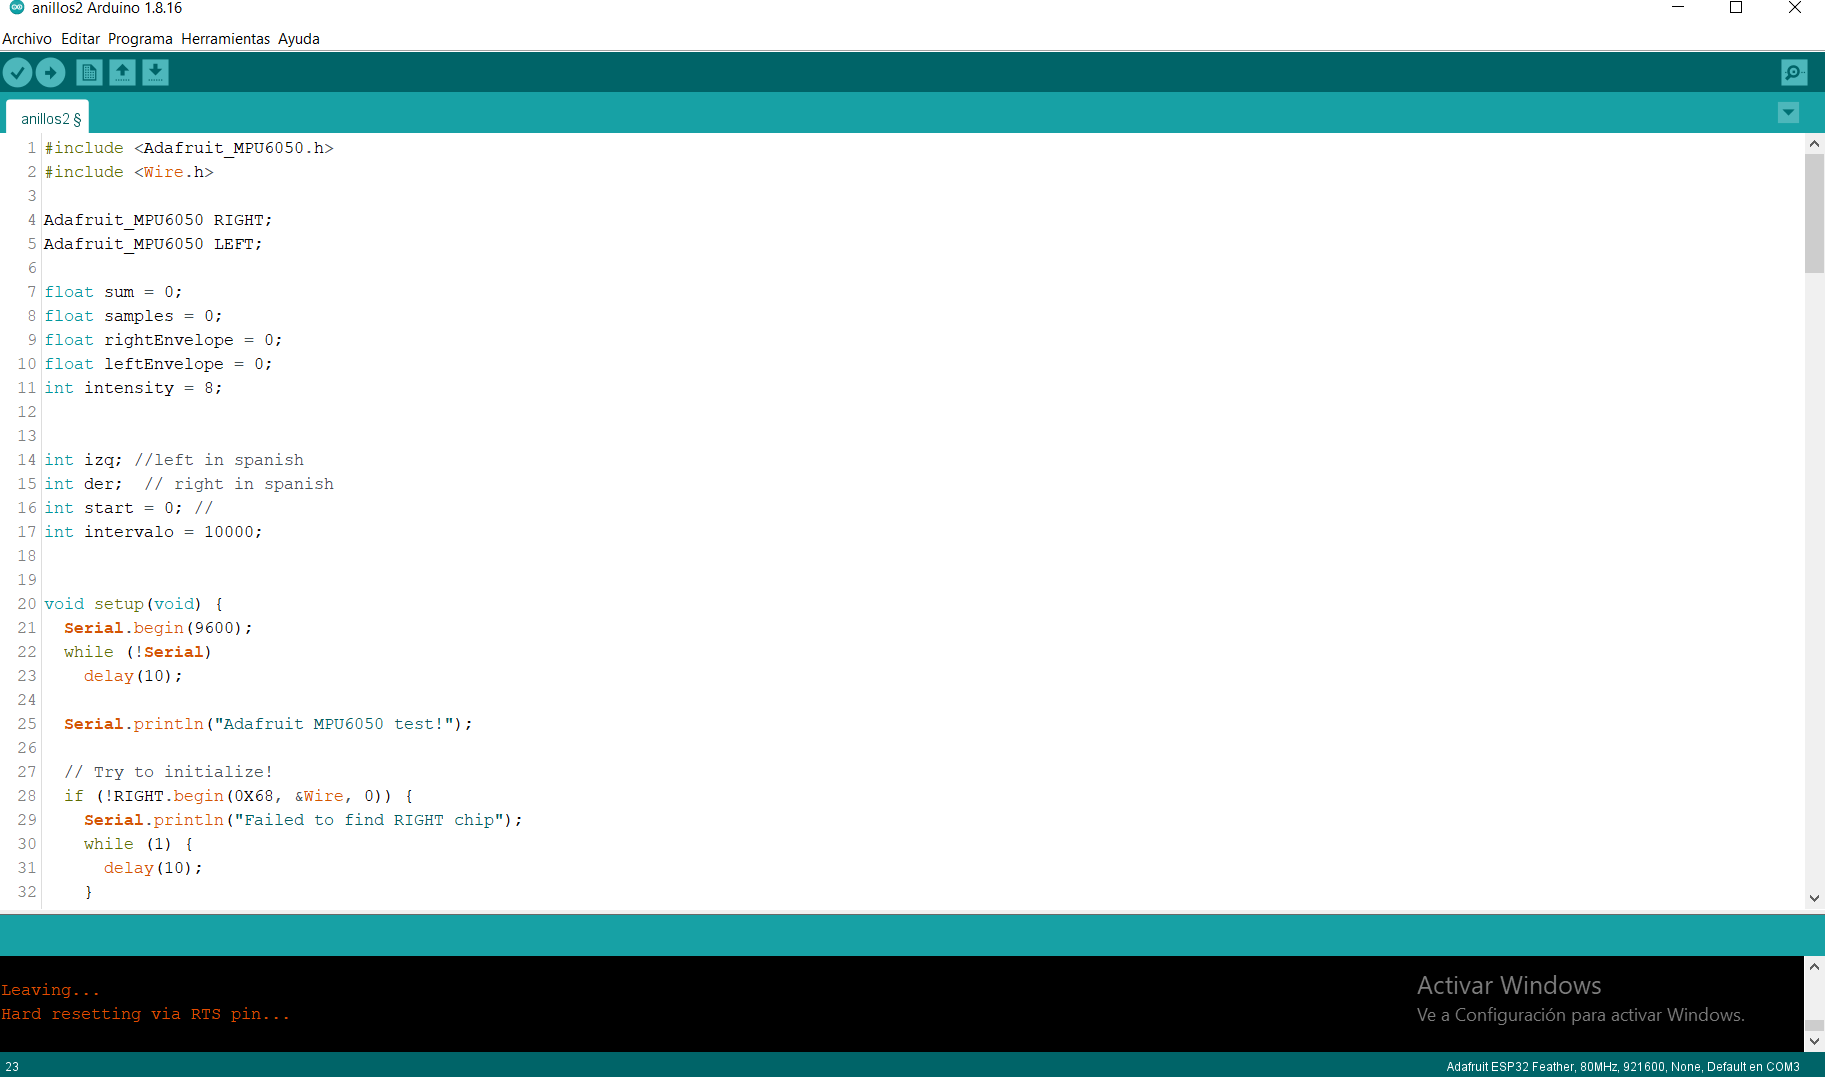 anillos2 Arduino 1.8.16
Archivo Editar Programa Herramientas Ayuda
anillos2 §
1 #include <Adafruit_MPU6050.h>
2 #include <Wire.h>
3
4 Adafruit_MPU6050 RIGHT;
5 Adafruit_MPU6050 LEFT;
6
7 float sum = 0;
8 float samples = 0;
9 float rightEnvelope = 0;
10 float leftEnvelope = 0;
11 int intensity = 8;
12
13
14 int izq; //left in spanish
15 int der;  // right in spanish
16 int start = 0; //
17 int intervalo = 10000;
18
19
20 void setup(void) {
21   Serial.begin(9600);
22   while (!Serial)
23     delay(10);
24
25   Serial.println("Adafruit MPU6050 test!");
26
27   // Try to initialize!
28   if (!RIGHT.begin(0X68, &Wire, 0)) {
29     Serial.println("Failed to find RIGHT chip");
30     while (1) {
31       delay(10);
32     }
Leaving...
Hard resetting via RTS pin...
Activar Windows
Ve a Configuración para activar Windows.
23
Adafruit ESP32 Feather, 80MHz, 921600, None, Default en COM3